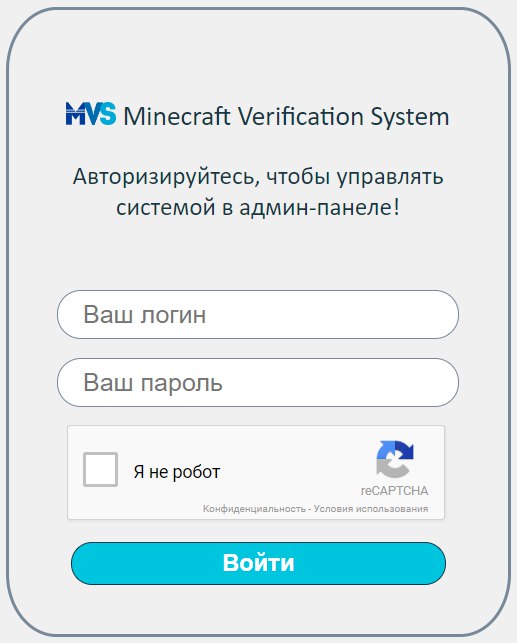 MVS Minecraft Verification System
Авторизируйтесь, чтобы управлять
системой в админ-панеле!
Ваш логин
Ваш пароль
Я не робот
reCAPTCHA
Конфиденциальность - Условия использования
Войти